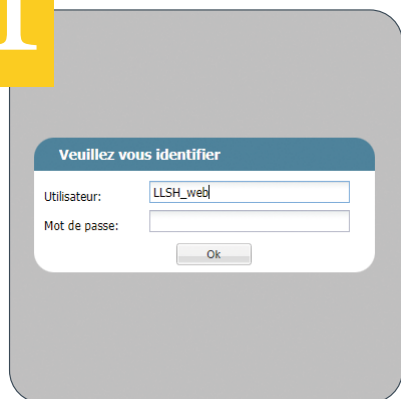 Veuillez vous identifier
Utilisateur: LLSH_web
Mot de passe:
Ok